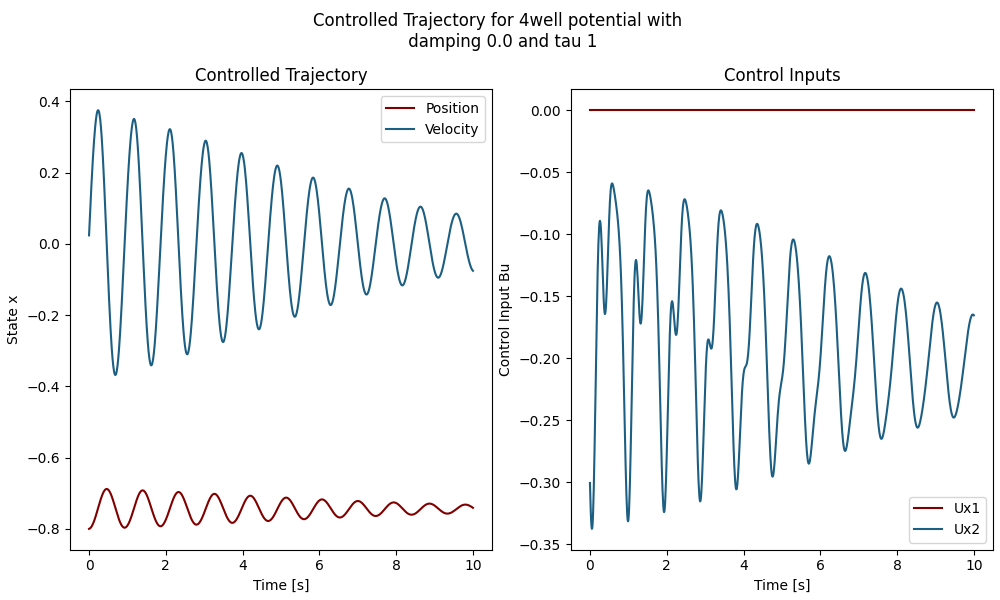 Controlled Trajectory for 4well potential with
damping 0.0 and tau 1
Controlled Trajectory
State x
0.4
0.2
0.0
−0.2
−0.4
−0.6
−0.8
Position
Velocity
0 2 4 6 8 10
Time [s]
Control Inputs
Control Input Bu
0.00
−0.05
−0.10
−0.15
−0.20
−0.25
−0.30
−0.35
Ux1
Ux2
0 2 4 6 8 10
Time [s]